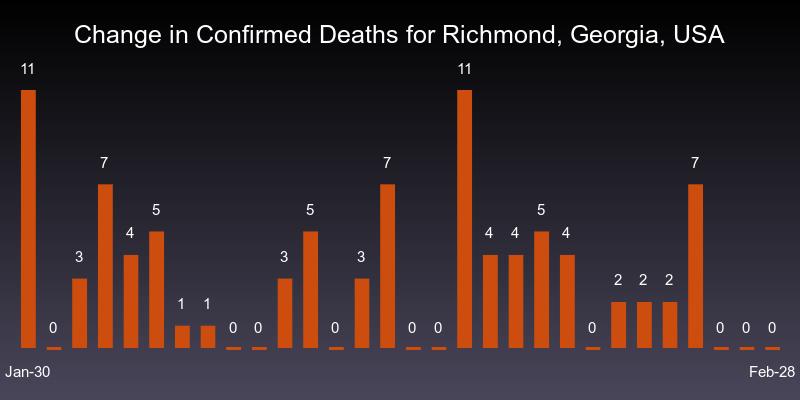 Change in Confirmed Deaths for Richmond, Georgia, USA
11 0 3 7 4 5 1 1 0 0 3 5 0 3 7 0 0 11 4 4 5 4 0 2 2 2 7 0 0 0
Jan-30 Feb-28